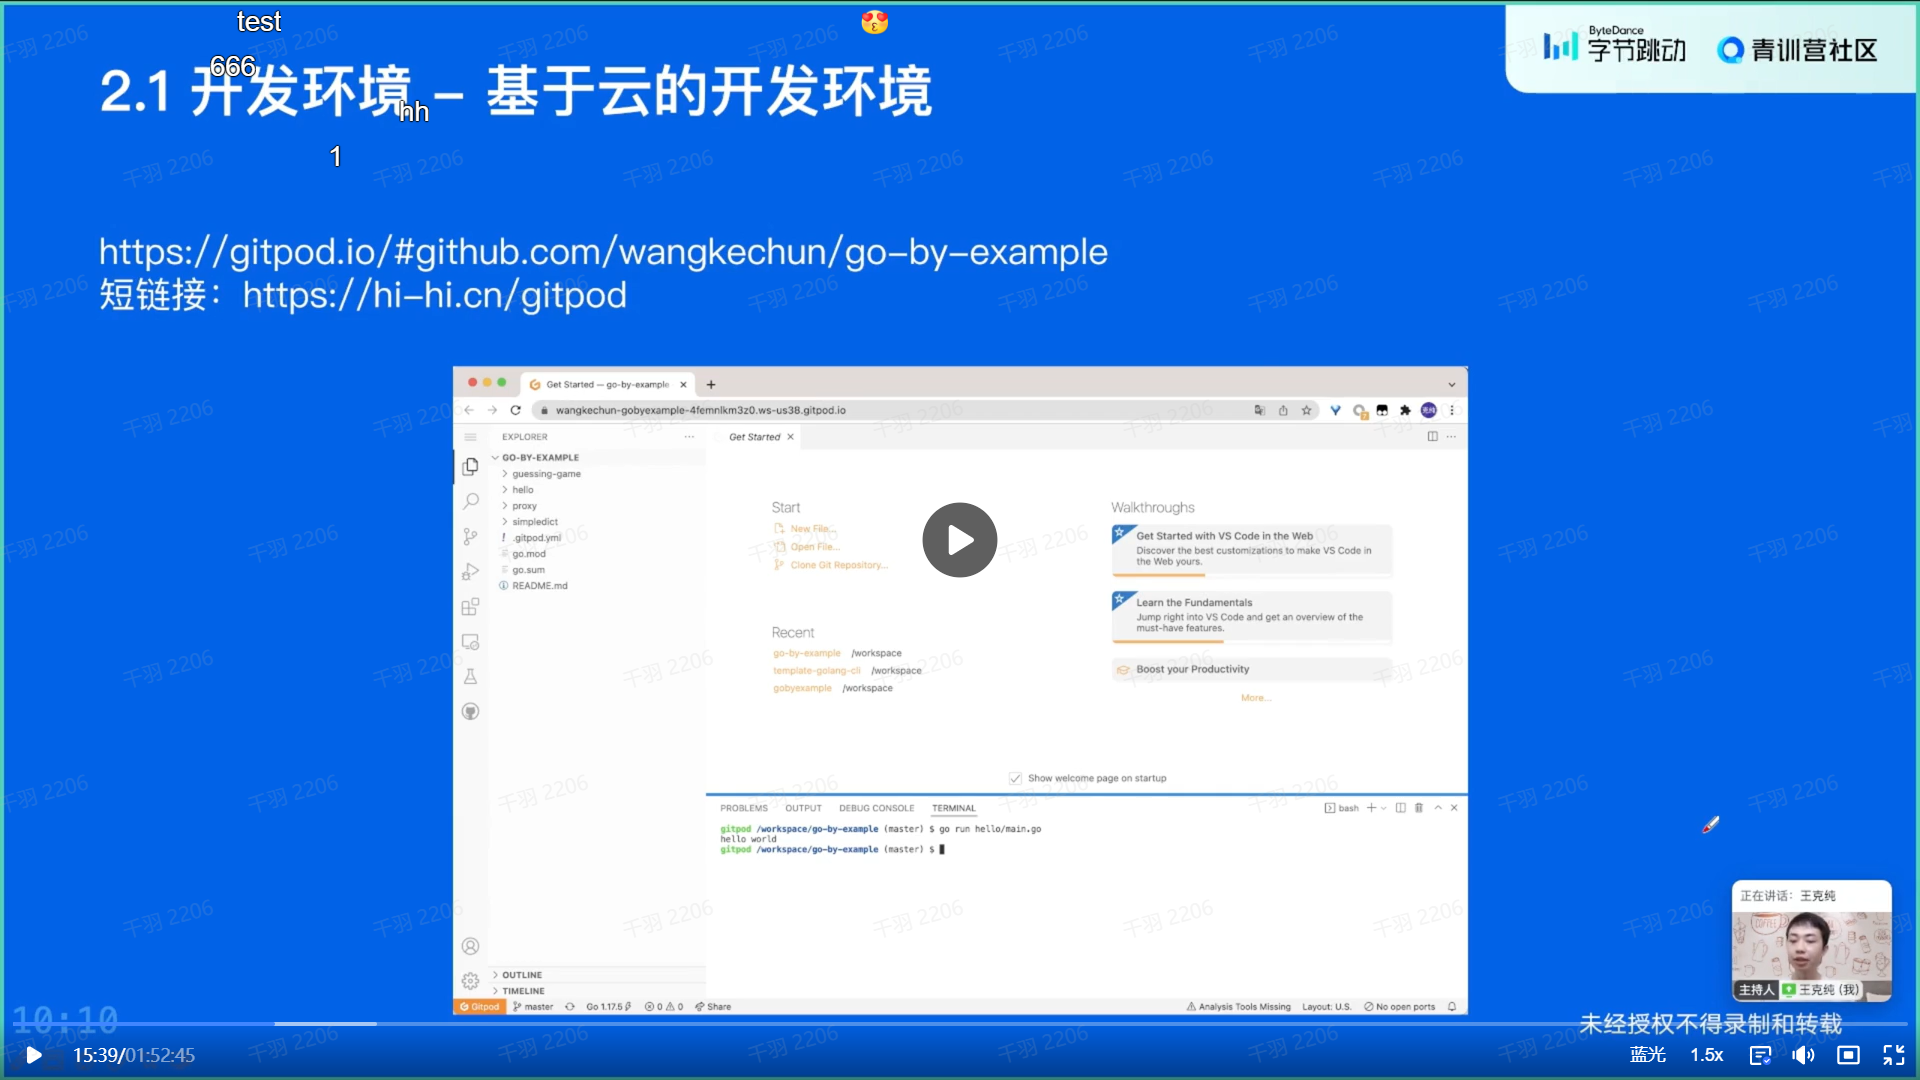 test
666
hh
1
ByteDance
字节跳动
青训营社区
2.1 开发环境 – 基于云的开发环境
https://gitpod.io/#github.com/wangkechun/go-by-example
短链接：https://hi-hi.cn/gitpod
Get Started — go-by-example
wangkechun-gobyexample-4femnlkm3z0.ws-us38.gitpod.io
EXPLORER
Get Started
GO-BY-EXAMPLE
guessing-game
hello
proxy
simpledict
.gitpod.yml
go.mod
go.sum
README.md
Start
New File...
Open File...
Clone Git Repository...
Recent
go-by-example /workspace
template-golang-cli /workspace
gobyexample /workspace
Walkthroughs
Get Started with VS Code in the Web
Discover the best customizations to make VS Code in
the Web yours.
Learn the Fundamentals
Jump right into VS Code and get an overview of the
must-have features.
Boost your Productivity
More...
Show welcome page on startup
PROBLEMS OUTPUT DEBUG CONSOLE TERMINAL
bash
gitpod /workspace/go-by-example (master) $ go run hello/main.go
hello world
gitpod /workspace/go-by-example (master) $
OUTLINE
TIMELINE
Gitpod master Go 1.17.5 0 0 Share
Analysis Tools Missing Layout: U.S. No open ports
正在讲话：王克纯
主持人 王克纯 (我)
10:10
未经授权不得录制和转载
15:39/01:52:45
蓝光 1.5x
千羽 2206